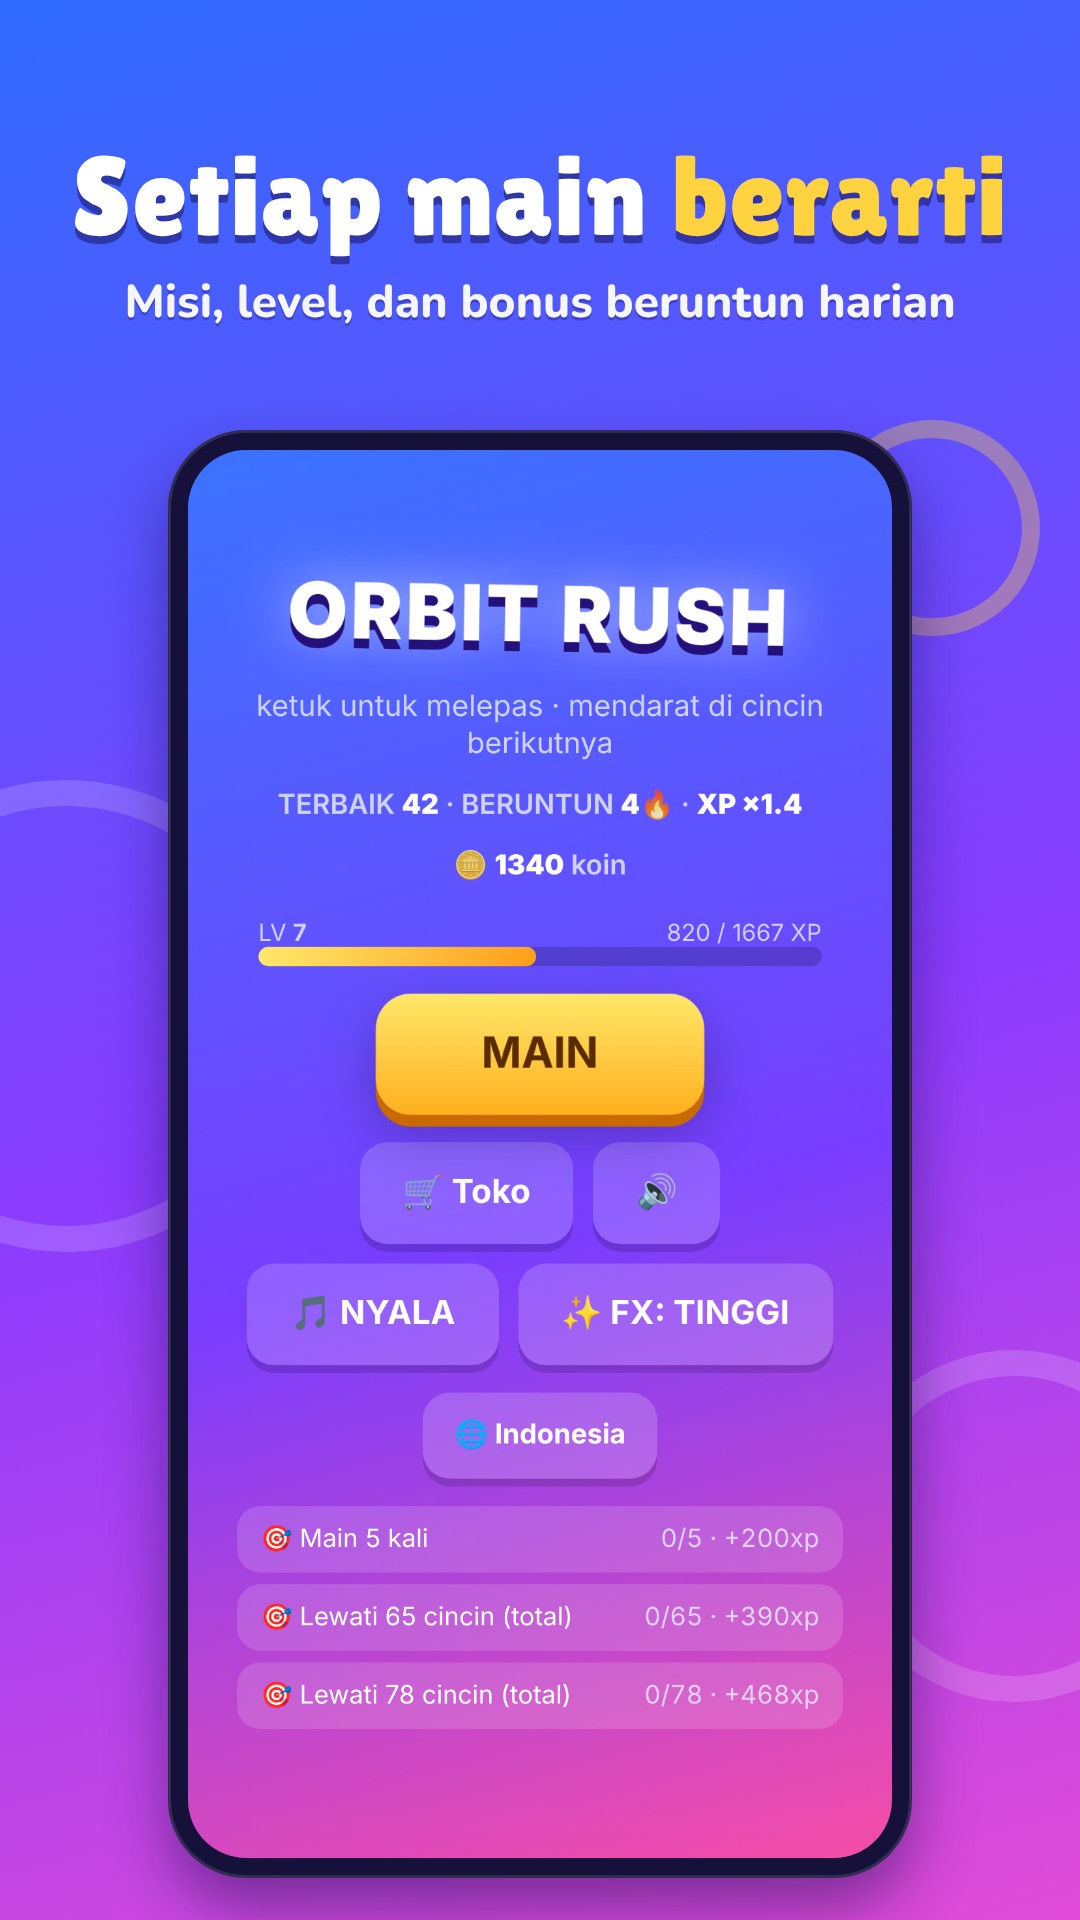 Setiap main berarti
Misi, level, dan bonus beruntun harian
ORBIT RUSH
ketuk untuk melepas · mendarat di cincin
berikutnya
TERBAIK 42 · BERUNTUN 4🔥 · XP ×1.4
🪙 1340 koin
LV 7 820 / 1667 XP
MAIN
🛒 Toko 🔊
🎵 NYALA ✨ FX: TINGGI
🌐 Indonesia
🎯 Main 5 kali 0/5 · +200xp
🎯 Lewati 65 cincin (total) 0/65 · +390xp
🎯 Lewati 78 cincin (total) 0/78 · +468xp